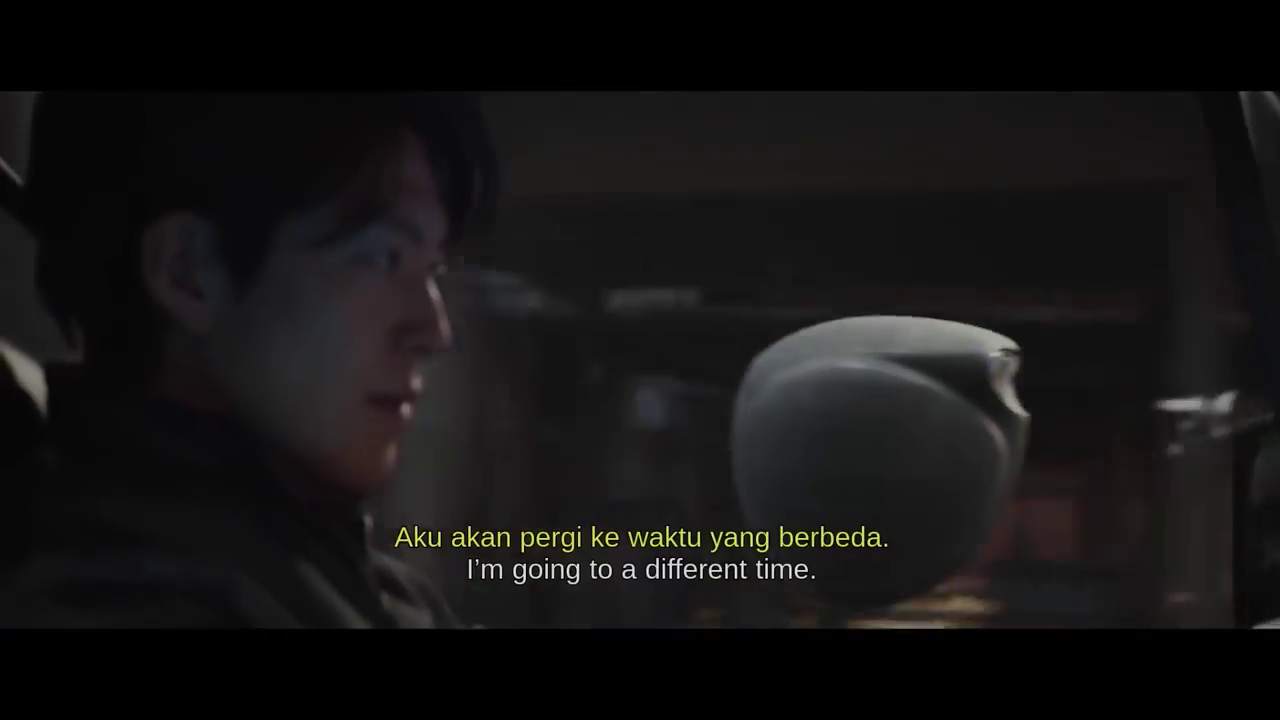 Aku akan pergi ke waktu yang berbeda.
I'm going to a different time.